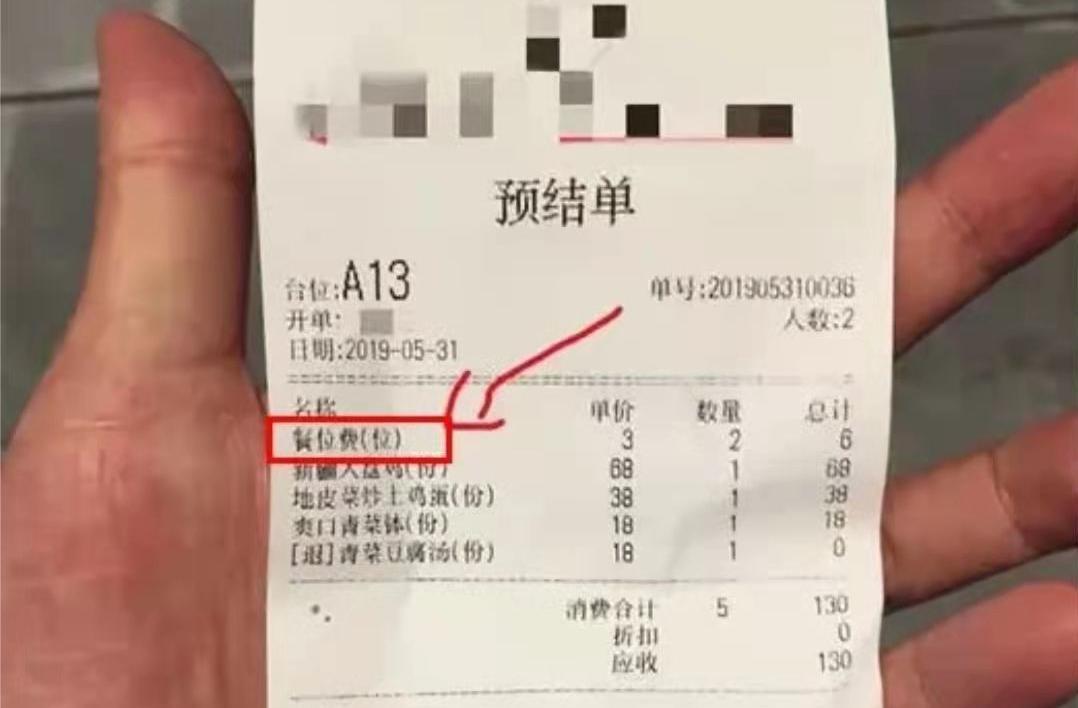 预结单
台位:A13 单号:201905310036
开单: 人数:2
日期:2019-05-31
名称 单价 数量 总计
餐位费(位) 3 2 6
新疆大盘鸡(份) 68 1 68
地皮菜炒土鸡蛋(份) 38 1 38
爽口青菜钵(份) 18 1 18
[退]青菜豆腐汤(份) 18 1 0
消费合计 5 130
折扣 0
应收 130